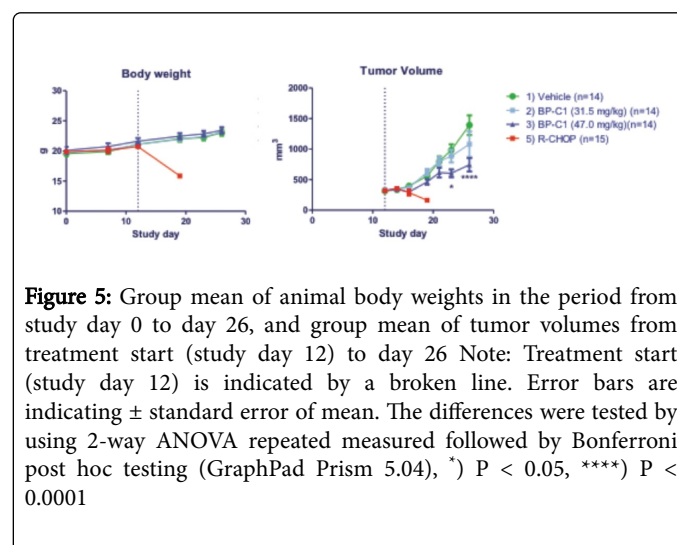 Body weight
30
25
20
15
10
g
0
10
20
30
Study day
Tumor Volume
2000
1500
1000
500
0
mm³
0
10
20
30
Study day
*
****
1) Vehicle (n=14)
2) BP-C1 (31.5 mg/kg) (n=14)
3) BP-C1 (47.0 mg/kg)(n=14)
5) R-CHOP (n=15)
Figure 5: Group mean of animal body weights in the period from
study day 0 to day 26, and group mean of tumor volumes from
treatment start (study day 12) to day 26 Note: Treatment start
(study day 12) is indicated by a broken line. Error bars are
indicating ± standard error of mean. The differences were tested by
using 2-way ANOVA repeated measured followed by Bonferroni
post hoc testing (GraphPad Prism 5.04), *) P < 0.05, ****) P <
0.0001